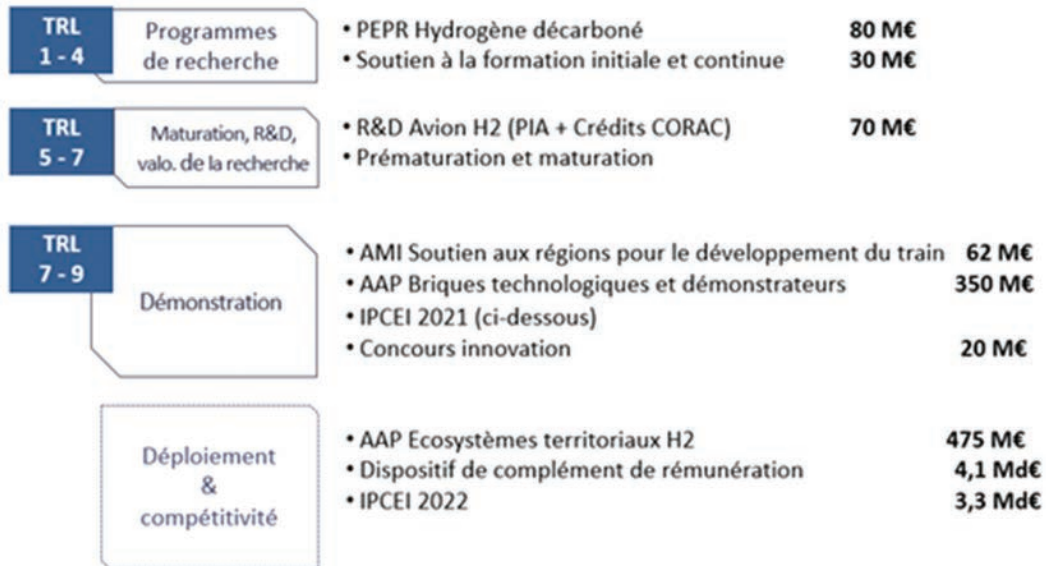 TRL
1 - 4
Programmes
de recherche
• PEPR Hydrogène décarboné 80 M€
• Soutien à la formation initiale et continue 30 M€
TRL
5 - 7
Maturation, R&D,
valo. de la recherche
• R&D Avion H2 (PIA + Crédits CORAC) 70 M€
• Prématuration et maturation
TRL
7 - 9
Démonstration
• AMI Soutien aux régions pour le développement du train 62 M€
• AAP Briques technologiques et démonstrateurs 350 M€
• IPCEI 2021 (ci-dessous)
• Concours innovation 20 M€
Déploiement
&
compétitivité
• AAP Ecosystèmes territoriaux H2 475 M€
• Dispositif de complément de rémunération 4,1 Md€
• IPCEI 2022 3,3 Md€